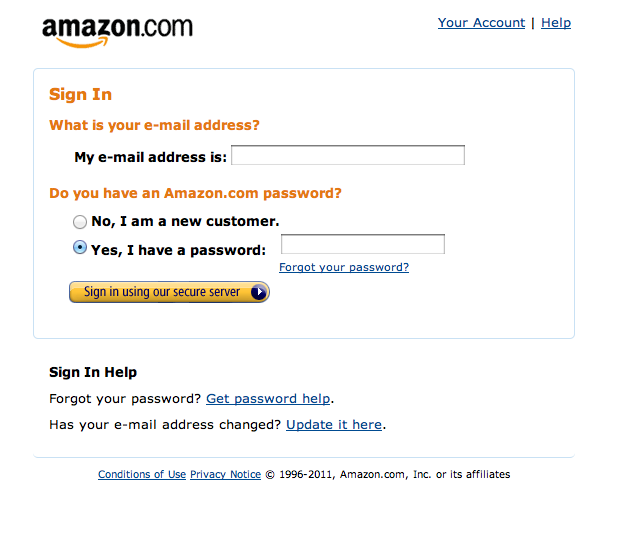 amazon.com
Your Account | Help
Sign In
What is your e-mail address?
My e-mail address is:
Do you have an Amazon.com password?
No, I am a new customer.
Yes, I have a password:
Forgot your password?
Sign in using our secure server
Sign In Help
Forgot your password? Get password help.
Has your e-mail address changed? Update it here.
Conditions of Use Privacy Notice © 1996-2011, Amazon.com, Inc. or its affiliates